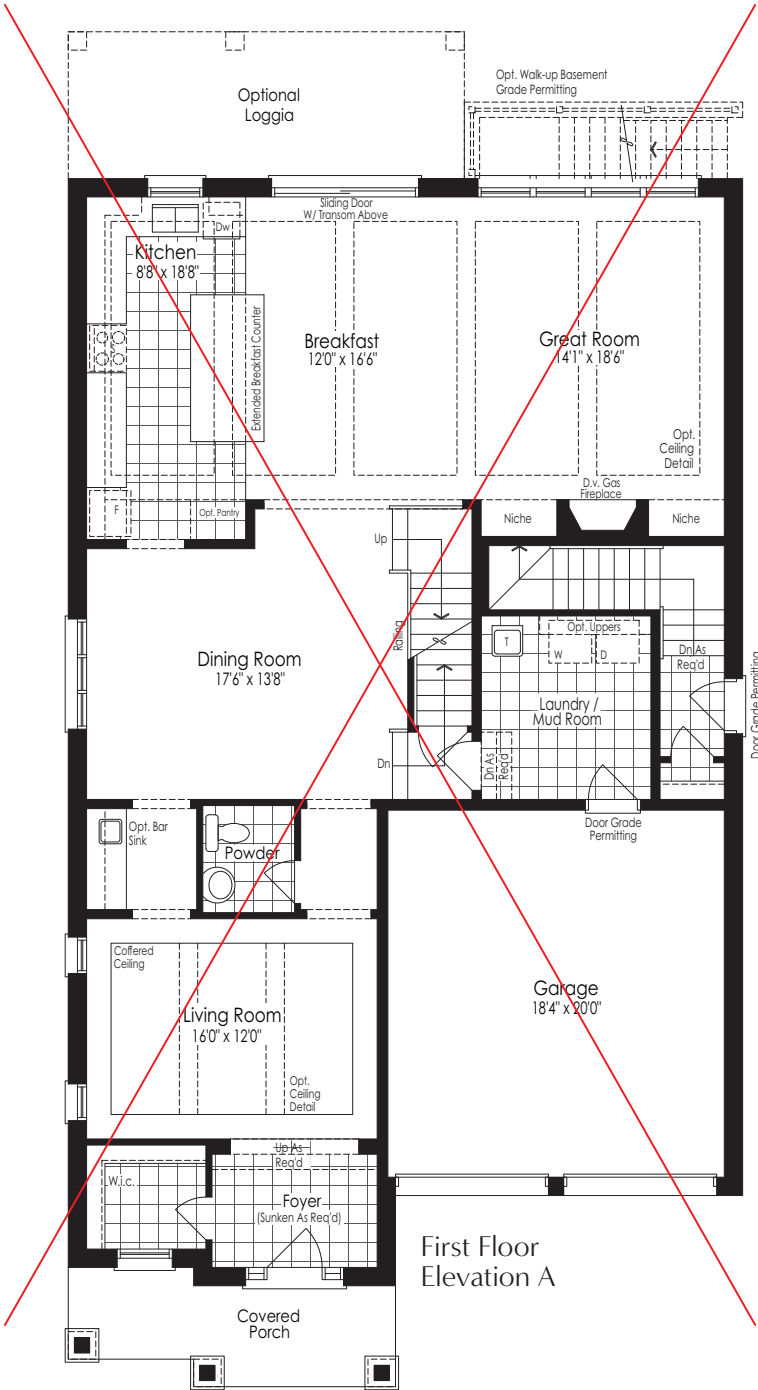 Opt. Walk-up Basement
Grade Permitting
Optional
Loggia
Sliding Door
W/ Transom Above
Dw
Kitchen
8'8" x 18'8"
Breakfast
12'0" x 16'6"
Great Room
14'1" x 18'6"
Extended Breakfast Counter
Opt.
Ceiling
Detail
D.v. Gas
Fireplace
F
Opt. Pantry
Niche
Niche
Up
Railing
Opt. Uppers
T
W
D
Dn As
Req'd
Dining Room
17'6" x 13'8"
Laundry /
Mud Room
Door Grade Permitting
Dn
Dn As
Req'd
Opt. Bar
Sink
Powder
Door Grade
Permitting
Coffered
Ceiling
Garage
18'4" x 20'0"
Living Room
16'0" x 12'0"
Opt.
Ceiling
Detail
Up As
Req'd
W.i.c.
Foyer
(Sunken As Req'd)
First Floor
Elevation A
Covered
Porch